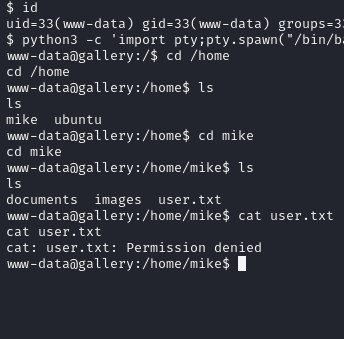 $ id
uid=33(www-data) gid=33(www-data) groups=33
$ python3 -c 'import pty;pty.spawn("/bin/ba
www-data@gallery:/$ cd /home
cd /home
www-data@gallery:/home$ ls
ls
mike  ubuntu
www-data@gallery:/home$ cd mike
cd mike
www-data@gallery:/home/mike$ ls
ls
documents  images  user.txt
www-data@gallery:/home/mike$ cat user.txt
cat user.txt
cat: user.txt: Permission denied
www-data@gallery:/home/mike$